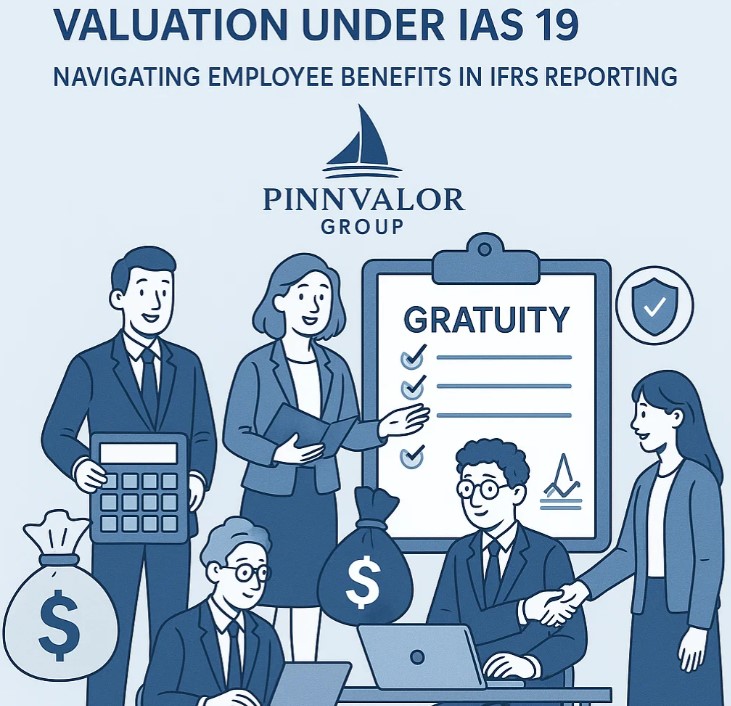 VALUATION UNDER IAS 19
NAVIGATING EMPLOYEE BENEFITS IN IFRS REPORTING
PINNVALOR
GROUP
GRATUITY
$
$